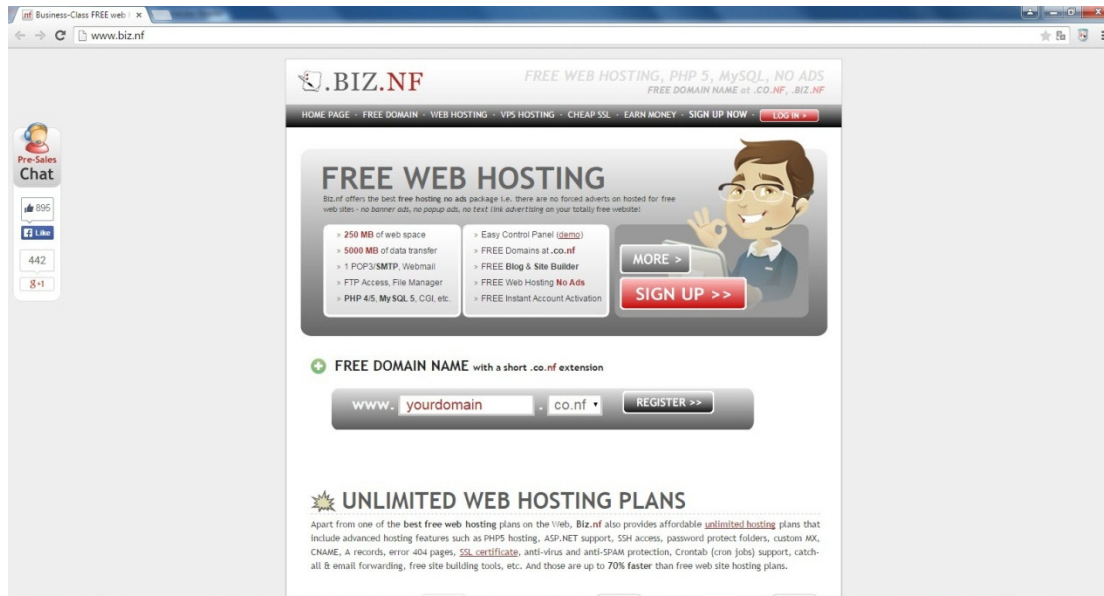 Business-Class FREE web
www.biz.nf
.BIZ.NF
FREE WEB HOSTING, PHP 5, MySQL, NO ADS
FREE DOMAIN NAME at .CO.NF, .BIZ.NF
HOME PAGE - FREE DOMAIN - WEB HOSTING - VPS HOSTING - CHEAP SSL - EARN MONEY - SIGN UP NOW - LOG IN >
Pre-Sales
Chat
895
Like
442
g+1
FREE WEB HOSTING
Biz.nf offers the best free hosting no ads package i.e. there are no forced adverts on hosted for free
web sites - no banner ads, no popup ads, no text link advertising on your totally free website!
» 250 MB of web space
» 5000 MB of data transfer
» 1 POP3/SMTP, Webmail
» FTP Access, File Manager
» PHP 4/5, MySQL 5, CGI, etc.
» Easy Control Panel (demo)
» FREE Domains at .co.nf
» FREE Blog & Site Builder
» FREE Web Hosting No Ads
» FREE Instant Account Activation
MORE >
SIGN UP >>
FREE DOMAIN NAME with a short .co.nf extension
www. yourdomain . co.nf REGISTER >>
UNLIMITED WEB HOSTING PLANS
Apart from one of the best free web hosting plans on the Web, Biz.nf also provides affordable unlimited hosting plans that
include advanced hosting features such as PHP5 hosting, ASP.NET support, SSH access, password protect folders, custom MX,
CNAME, A records, error 404 pages, SSL certificate, anti-virus and anti-SPAM protection, Crontab (cron jobs) support, catch-
all & email forwarding, free site building tools, etc. And those are up to 70% faster than free web site hosting plans.